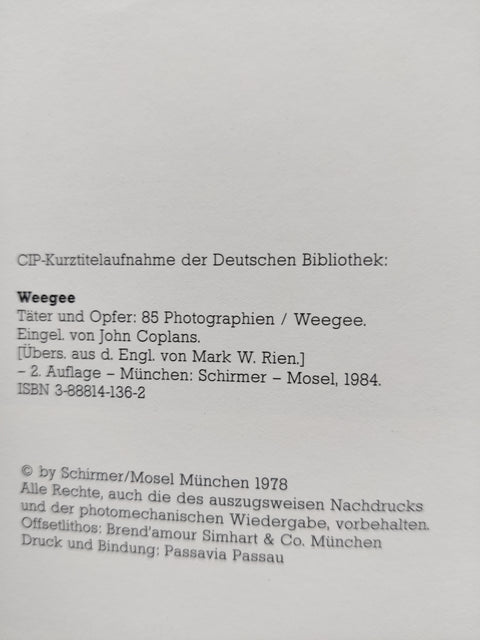 CIP-Kurztitelaufnahme der Deutschen Bibliothek:
Weegee
Täter und Opfer: 85 Photographien / Weegee.
Eingel. von John Coplans.
[Übers. aus d. Engl. von Mark W. Rien.]
– 2. Auflage – München: Schirmer – Mosel, 1984.
ISBN 3-88814-136-2
© by Schirmer/Mosel München 1978
Alle Rechte, auch die des auszugsweisen Nachdrucks
und der photomechanischen Wiedergabe, vorbehalten.
Offsetlithos: Brend'amour Simhart & Co. München
Druck und Bindung: Passavia Passau